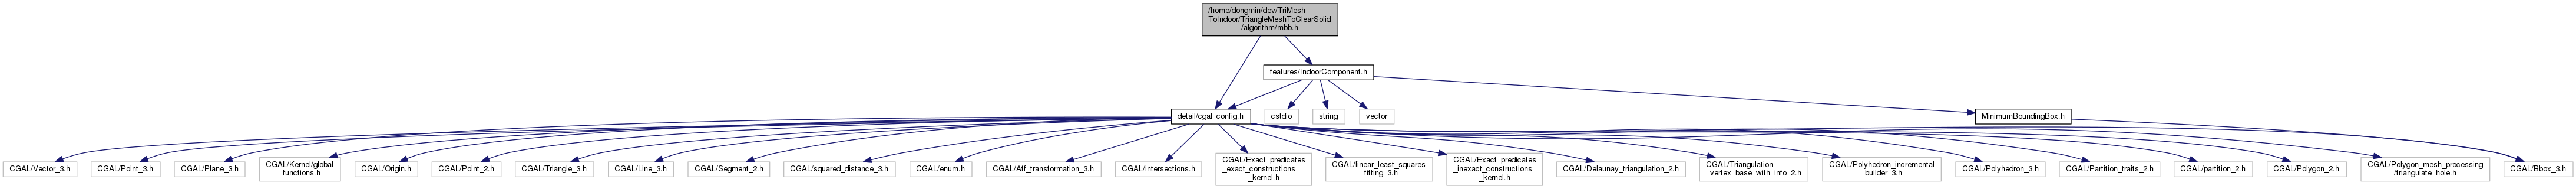 /home/dongmin/dev/TriMesh
ToIndoor/TriangleMeshToClearSolid
/algorithm/mbb.h
features/IndoorComponent.h
detail/cgal_config.h
cstdio
string
vector
MinimumBoundingBox.h
CGAL/Vector_3.h
CGAL/Point_3.h
CGAL/Plane_3.h
CGAL/Kernel/global
_functions.h
CGAL/Origin.h
CGAL/Point_2.h
CGAL/Triangle_3.h
CGAL/Line_3.h
CGAL/Segment_2.h
CGAL/squared_distance_3.h
CGAL/enum.h
CGAL/Aff_transformation_3.h
CGAL/intersections.h
CGAL/Exact_predicates
_exact_constructions
_kernel.h
CGAL/linear_least_squares
_fitting_3.h
CGAL/Exact_predicates
_inexact_constructions
_kernel.h
CGAL/Delaunay_triangulation_2.h
CGAL/Triangulation
_vertex_base_with_info_2.h
CGAL/Polyhedron_incremental
_builder_3.h
CGAL/Polyhedron_3.h
CGAL/Partition_traits_2.h
CGAL/partition_2.h
CGAL/Polygon_2.h
CGAL/Polygon_mesh_processing
/triangulate_hole.h
CGAL/Bbox_3.h